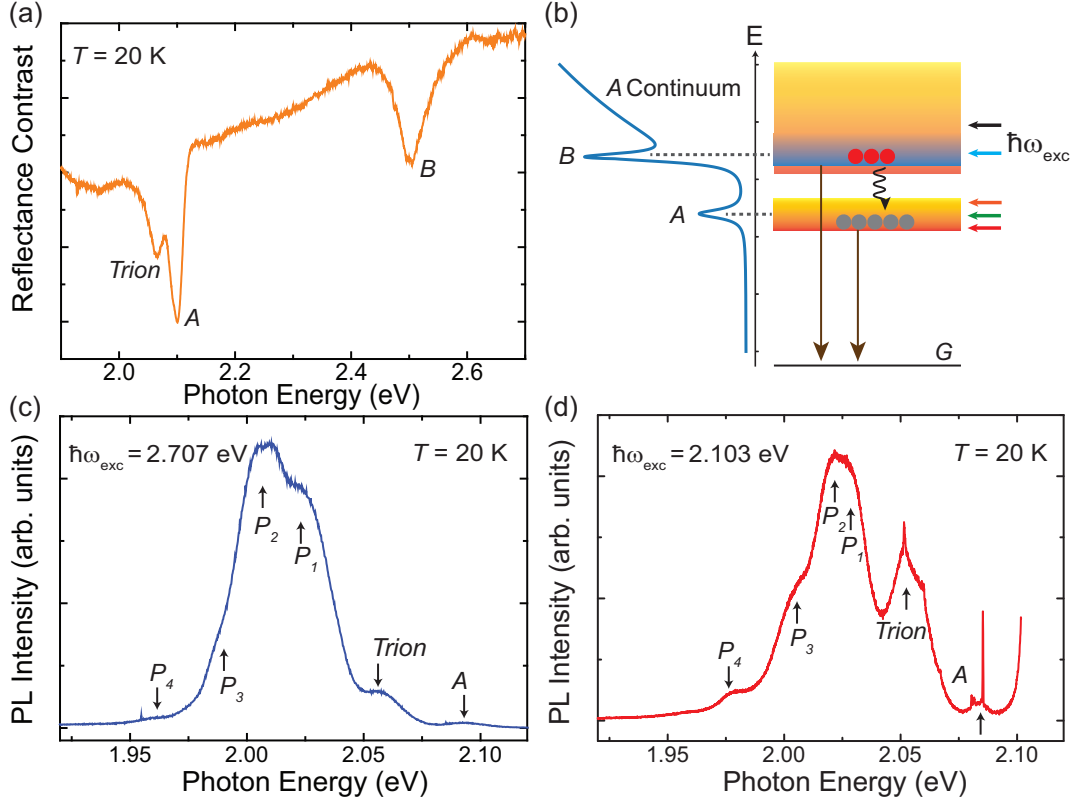 (a)
T = 20 K
Reflectance Contrast
Trion
A
B
2.0 2.2 2.4 2.6
Photon Energy (eV)
(b)
E
A Continuum
B
A
ħω_exc
G
(c)
ħω_exc = 2.707 eV
T = 20 K
PL Intensity (arb. units)
P_2
P_1
P_3
P_4
Trion
A
1.95 2.00 2.05 2.10
Photon Energy (eV)
(d)
ħω_exc = 2.103 eV
T = 20 K
PL Intensity (arb. units)
P_2
P_1
P_3
P_4
Trion
A
1.95 2.00 2.05 2.10
Photon Energy (eV)